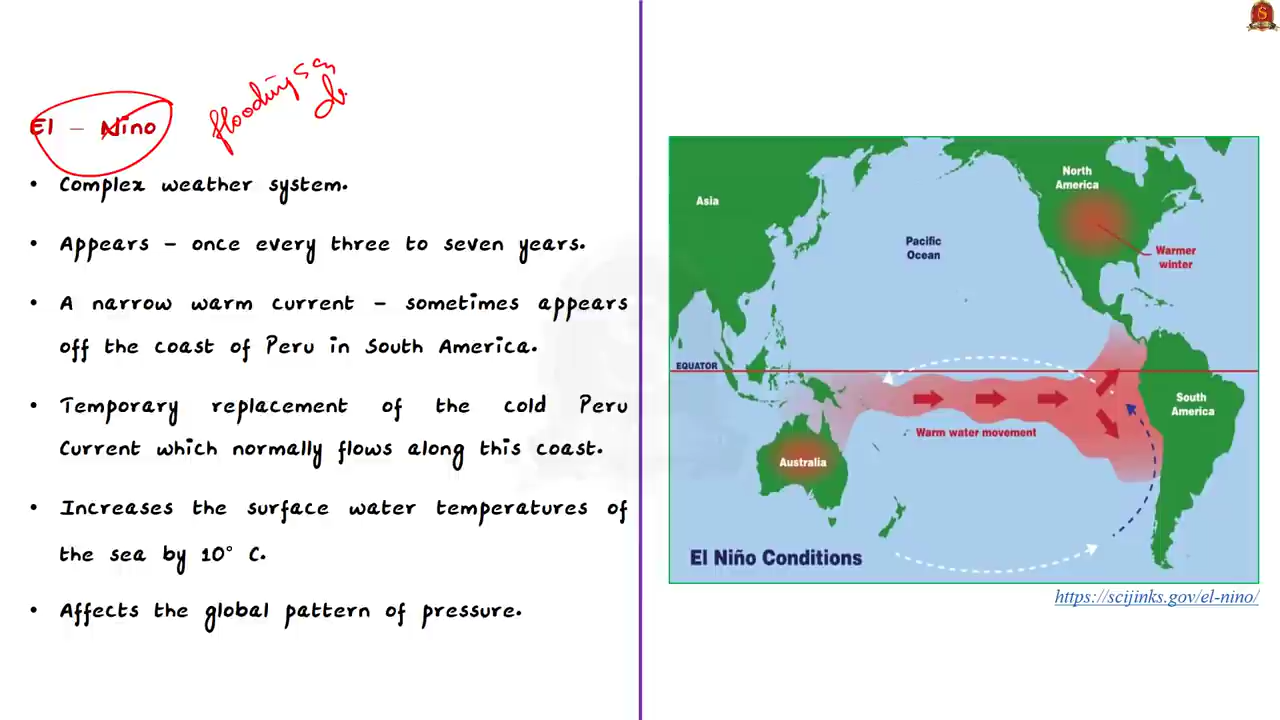 El – Nino
flooding
• Complex weather system.
• Appears – once every three to seven years.
• A narrow warm current – sometimes appears
off the coast of Peru in South America.
• Temporary replacement of the cold Peru
Current which normally flows along this coast.
• Increases the surface water temperatures of
the sea by 10° C.
• Affects the global pattern of pressure.
Asia
North
America
Pacific
Ocean
Warmer
winter
EQUATOR
South
America
Warm water movement
Australia
El Niño Conditions
https://scijinks.gov/el-nino/